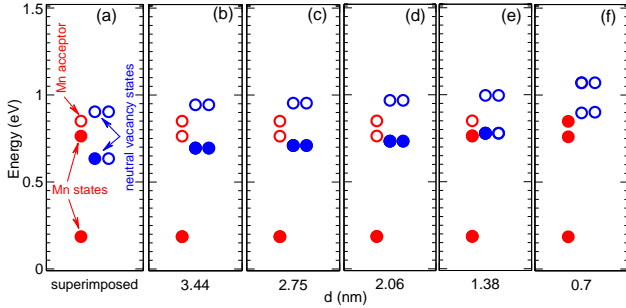 1.5
1
0.5
0
Energy (eV)
(a)
(b)
(c)
(d)
(e)
(f)
Mn acceptor
neutral vacancy states
Mn states
superimposed
3.44
2.75
2.06
1.38
0.7
d (nm)